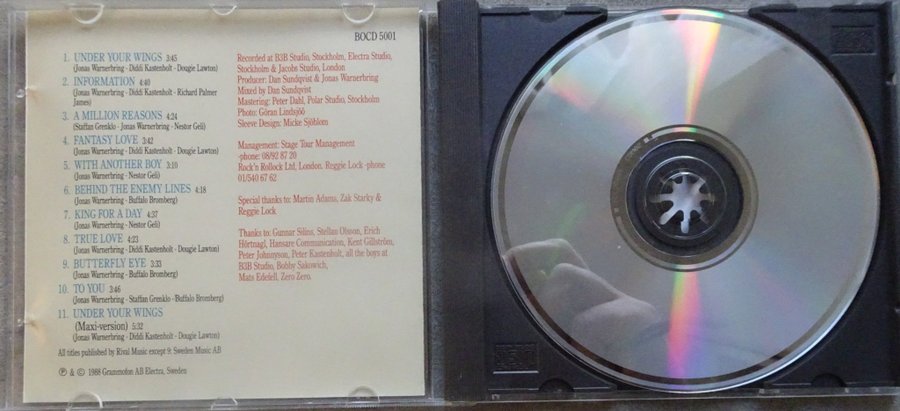 BOCD 5001
1. UNDER YOUR WINGS 3:45
(Jonas Warnerbring - Diddi Kastenholt - Dougie Lawton)
2. INFORMATION 4:40
(Jonas Warnerbring - Diddi Kastenholt - Richard Palmer
James)
3. A MILLION REASONS 4:24
(Staffan Grenklo - Jonas Warnerbring - Nestor Geli)
4. FANTASY LOVE 3:42
(Jonas Warnerbring - Diddi Kastenholt - Dougie Lawton)
5. WITH ANOTHER BOY 3:10
(Jonas Warnerbring - Nestor Geli)
6. BEHIND THE ENEMY LINES 4:18
(Jonas Warnerbring - Buffalo Bromberg)
7. KING FOR A DAY 4:37
(Jonas Warnerbring - Nestor Geli)
8. TRUE LOVE 4:23
(Jonas Warnerbring - Diddi Kastenholt - Dougie Lawton)
9. BUTTERFLY EYE 3:33
(Jonas Warnerbring - Buffalo Bromberg)
10. TO YOU 3:46
(Jonas Warnerbring - Staffan Grenklo - Buffalo Bromberg)
11. UNDER YOUR WINGS
(Maxi-version) 5:32
(Jonas Warnerbring - Diddi Kastenholt - Dougie Lawton)
All titles published by Rival Music except 9: Sweden Music AB
℗ & © 1988 Grammofon AB Electra, Sweden
Recorded at B3B Studio, Stockholm, Electra Studio,
Stockholm & Jacobs Studio, London
Producer: Dan Sundqvist & Jonas Warnerbring
Mixed by Dan Sundqvist
Mastering: Peter Dahl, Polar Studio, Stockholm
Photo: Göran Lindsjöö
Sleeve Design: Micke Sjöblom
Management: Stage Tour Management
-phone: 08/92 87 20
Rock'n Rollock Ltd, London. Reggie Lock -phone
01/540 67 62
Special thanks to: Martin Adams, Zak Starky &
Reggie Lock
Thanks to: Gunnar Silins, Stellan Olsson, Erich
Hörtnagl, Hansare Communication, Kent Gillström,
Peter Johnnyson, Peter Kastenholt, all the boys at
B3B Studio, Bobby Sakowich,
Mats Edefell, Zero Zero.